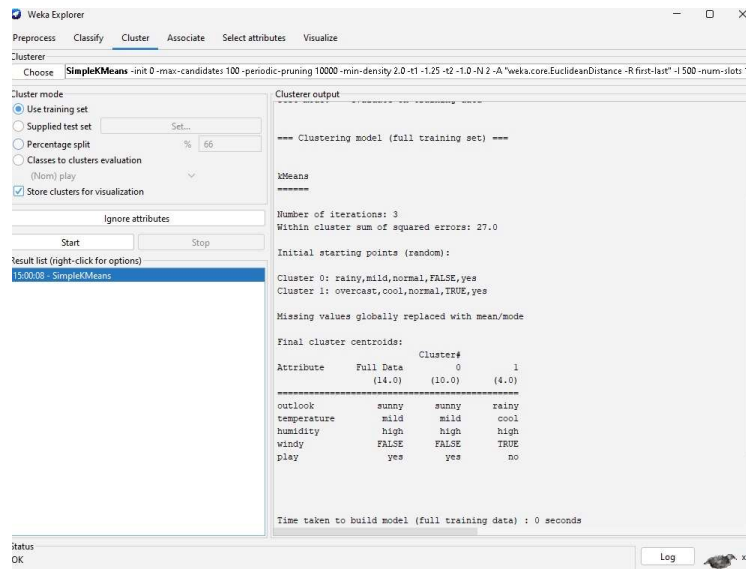 Weka Explorer
Preprocess Classify Cluster Associate Select attributes Visualize
Clusterer
Choose SimpleKMeans -init 0 -max-candidates 100 -periodic-pruning 10000 -min-density 2.0 -t1 -1.25 -t2 -1.0 -N 2 -A "weka.core.EuclideanDistance -R first-last" -I 500 -num-slots
Cluster mode
Use training set
Supplied test set Set...
Percentage split % 66
Classes to clusters evaluation
(Nom) play
Store clusters for visualization
Ignore attributes
Start Stop
Result list (right-click for options)
15:00:08 - SimpleKMeans
Clusterer output
=== Clustering model (full training set) ===
kMeans
======
Number of iterations: 3
Within cluster sum of squared errors: 27.0
Initial starting points (random):
Cluster 0: rainy,mild,normal,FALSE,yes
Cluster 1: overcast,cool,normal,TRUE,yes
Missing values globally replaced with mean/mode
Final cluster centroids:
Cluster#
Attribute Full Data 0 1
(14.0) (10.0) (4.0)
==============================================
outlook sunny sunny rainy
temperature mild mild cool
humidity high high high
windy FALSE FALSE TRUE
play yes yes no
Time taken to build model (full training data) : 0 seconds
Status
OK
Log x